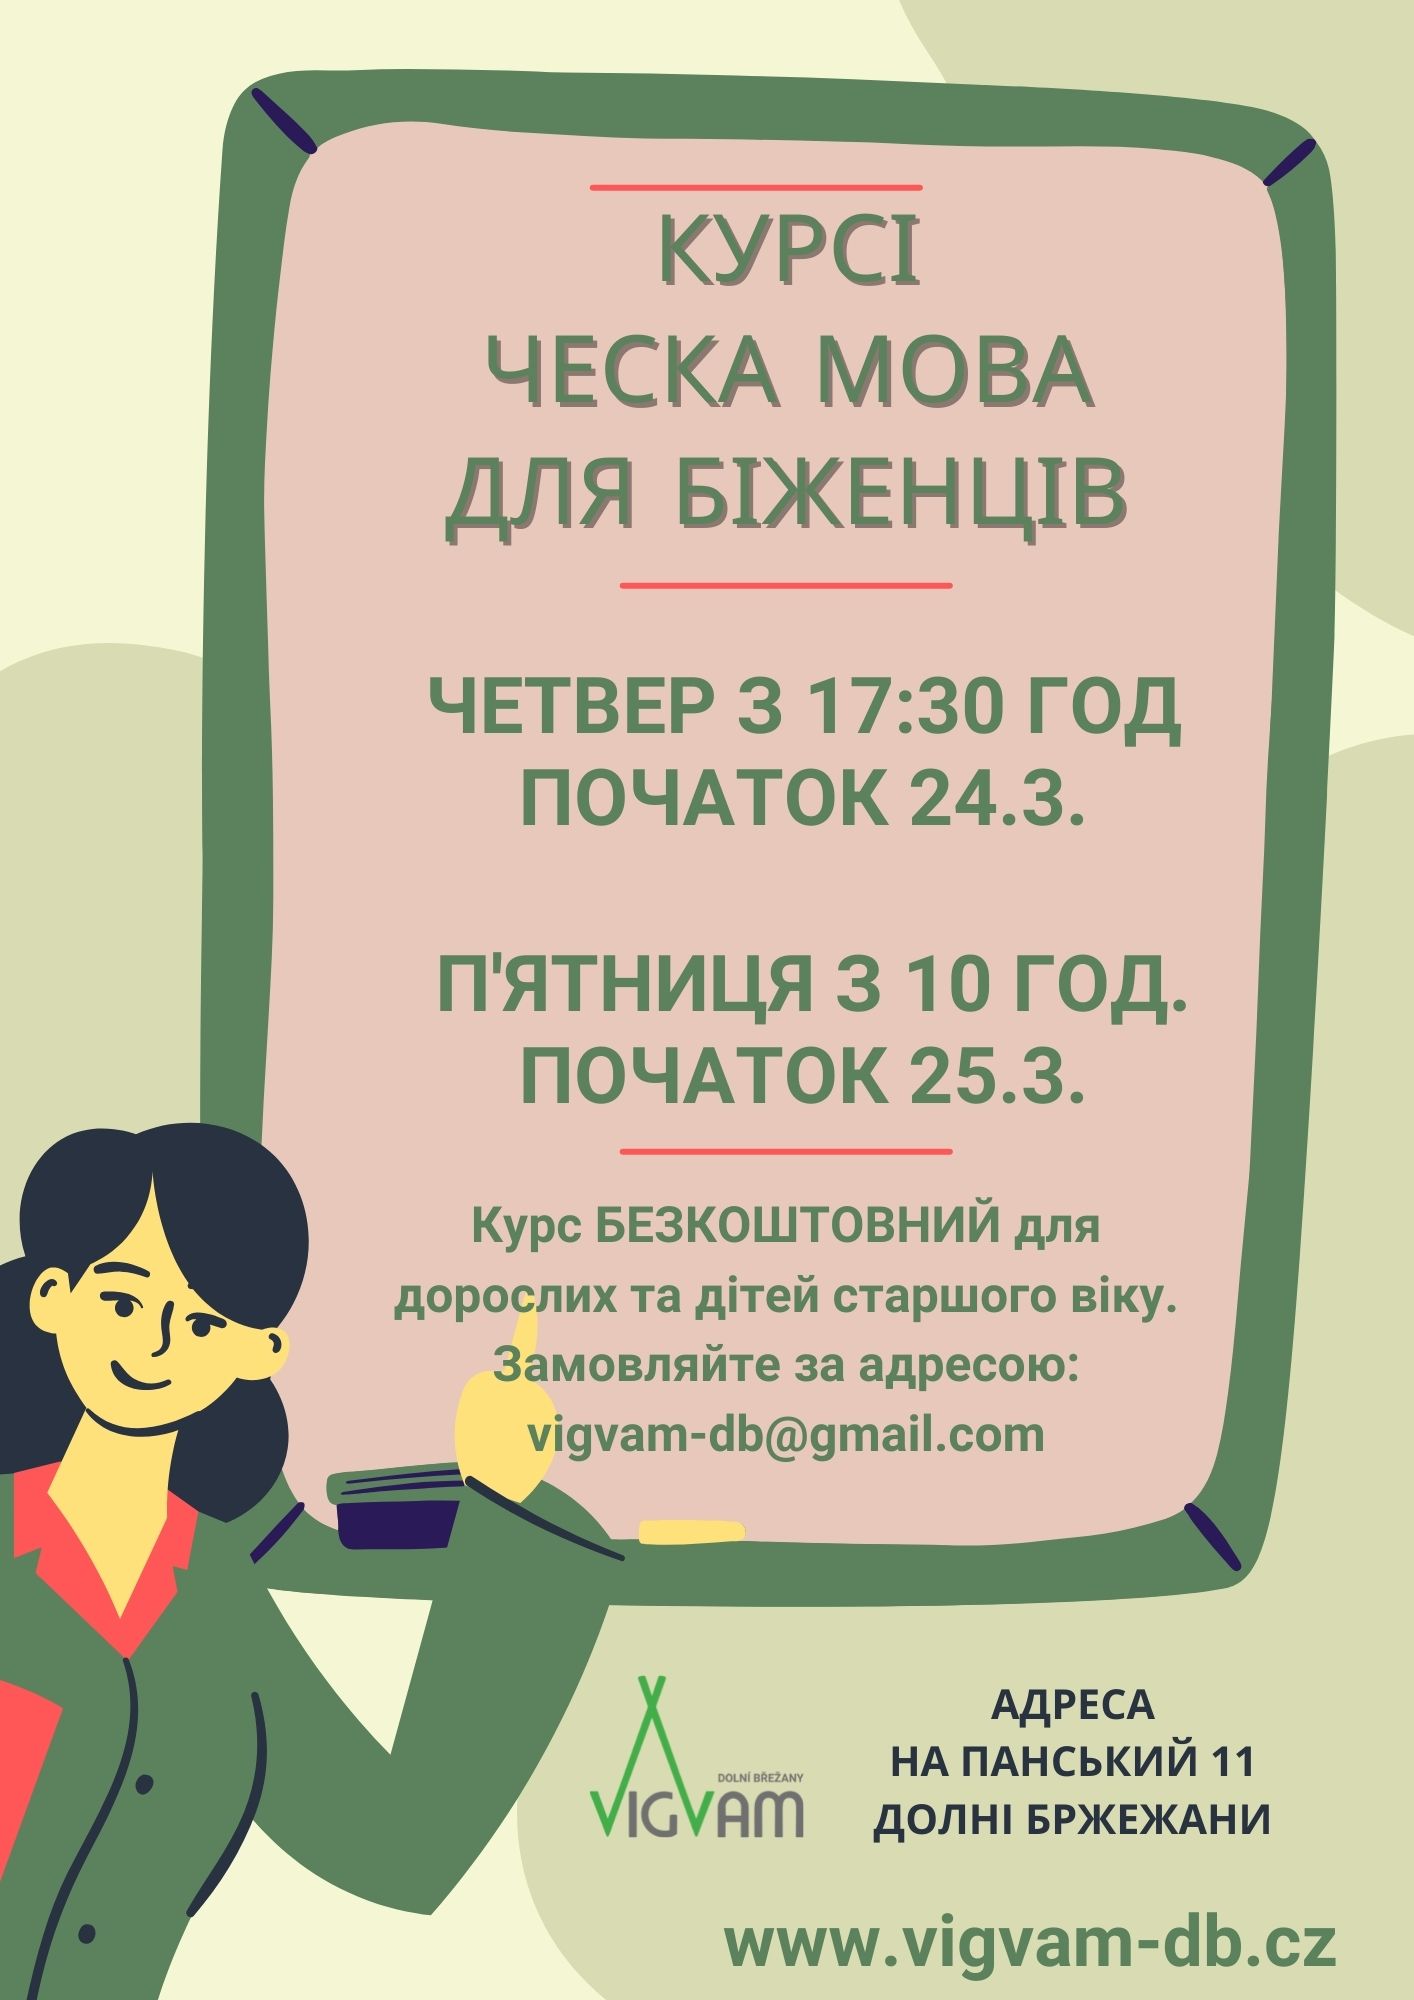 КУРСІ
ЧЕСКА МОВА
ДЛЯ БІЖЕНЦІВ
ЧЕТВЕР З 17:30 ГОД
ПОЧАТОК 24.3.
П'ЯТНИЦЯ З 10 ГОД.
ПОЧАТОК 25.3.
Курс БЕЗКОШТОВНИЙ для
дорослих та дітей старшого віку.
Замовляйте за адресою:
vigvam-db@gmail.com
DOLNÍ BŘEŽANY
VIGVAM
АДРЕСА
НА ПАНСЬКИЙ 11
ДОЛНІ БРЖЕЖАНИ
www.vigvam-db.cz